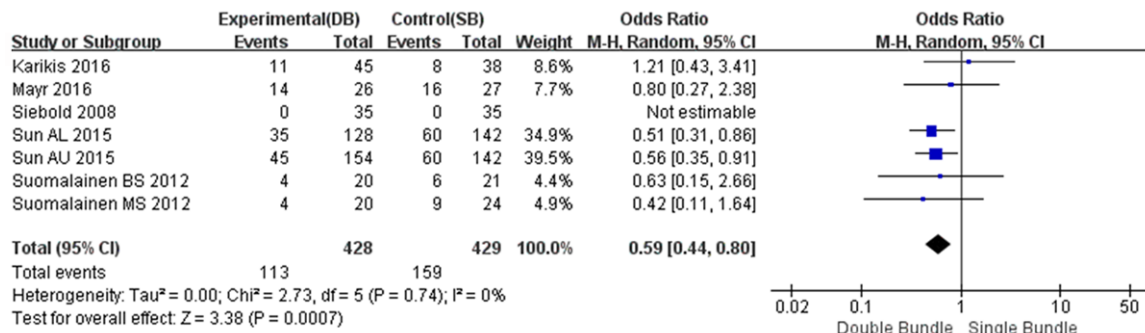 Experimental(DB) Control(SB) Odds Ratio Odds Ratio
Study or Subgroup Events Total Events Total Weight M-H, Random, 95% CI M-H, Random, 95% CI
Karikis 2016 11 45 8 38 8.6% 1.21 [0.43, 3.41]
Mayr 2016 14 26 16 27 7.7% 0.80 [0.27, 2.38]
Siebold 2008 0 35 0 35 Not estimable
Sun AL 2015 35 128 60 142 34.9% 0.51 [0.31, 0.86]
Sun AU 2015 45 154 60 142 39.5% 0.56 [0.35, 0.91]
Suomalainen BS 2012 4 20 6 21 4.4% 0.63 [0.15, 2.66]
Suomalainen MS 2012 4 20 9 24 4.9% 0.42 [0.11, 1.64]
Total (95% CI) 428 429 100.0% 0.59 [0.44, 0.80]
Total events 113 159
Heterogeneity: Tau² = 0.00; Chi² = 2.73, df = 5 (P = 0.74); I² = 0%
Test for overall effect: Z = 3.38 (P = 0.0007)
0.02 0.1 1 10 50
Double Bundle Single Bundle